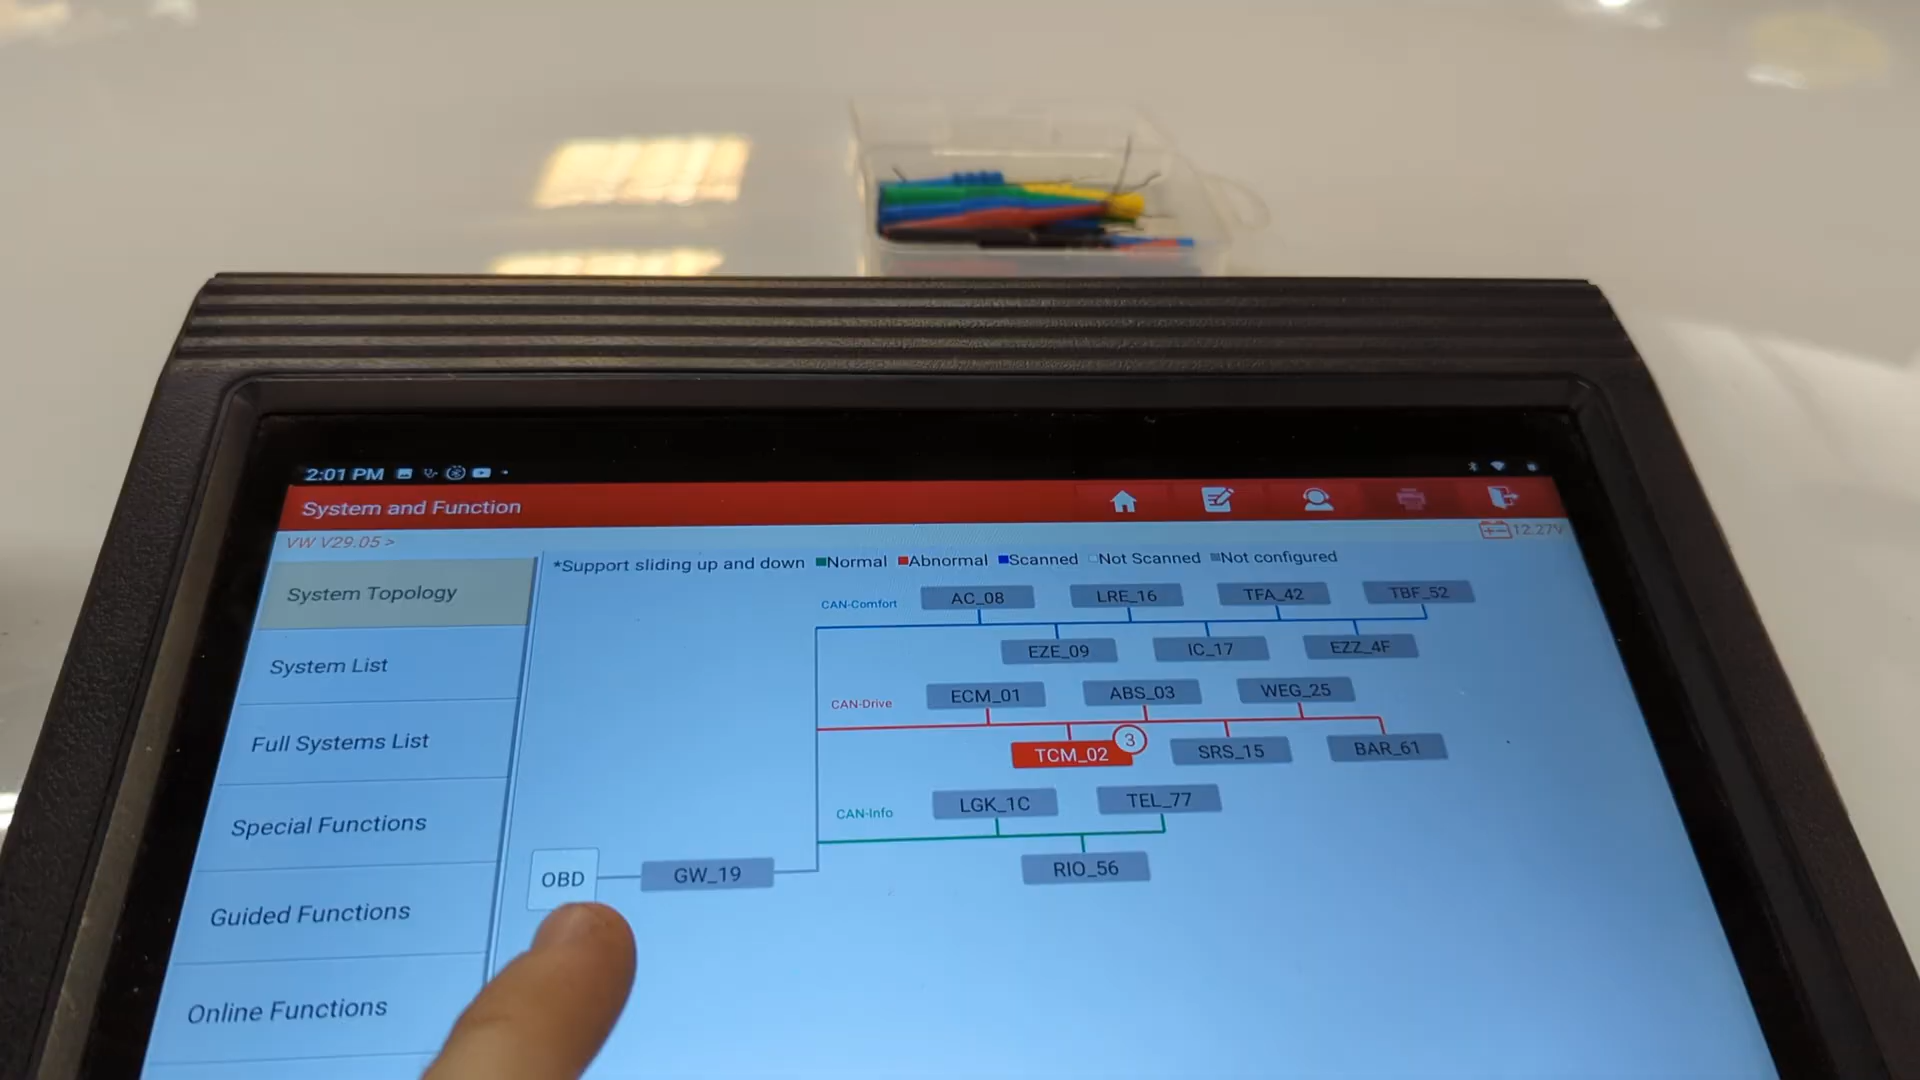 2:01 PM
System and Function
VW V29.05 >
12.27V
*Support sliding up and down Normal Abnormal Scanned Not Scanned Not configured
System Topology
System List
Full Systems List
Special Functions
Guided Functions
Online Functions
CAN-Comfort
AC_08 LRE_16 TFA_42 TBF_52
EZE_09 IC_17 EZZ_4F
CAN-Drive
ECM_01 ABS_03 WEG_25
TCM_02 3 SRS_15 BAR_61
CAN-Info
LGK_1C TEL_77
RIO_56
OBD GW_19